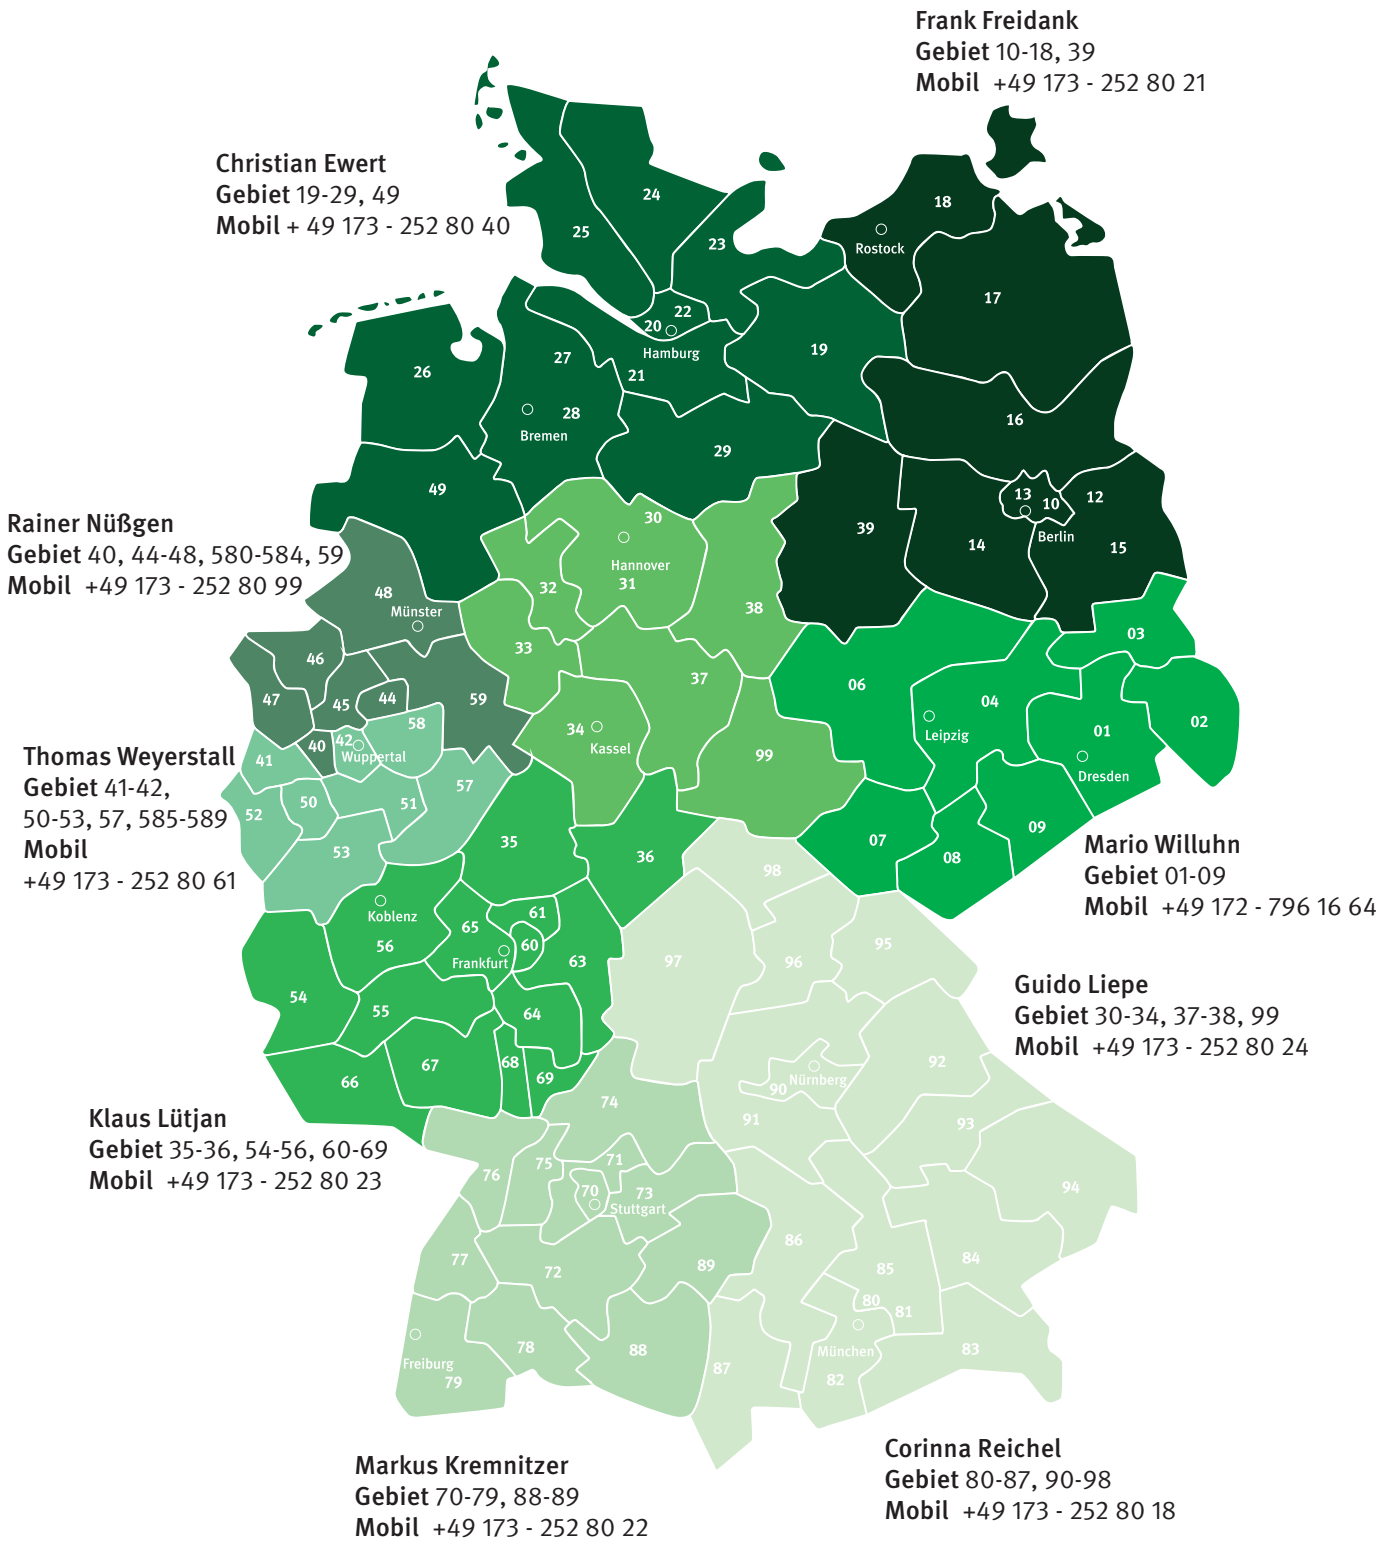 Frank Freidank
Gebiet 10-18, 39
Mobil +49 173 - 252 80 21
Christian Ewert
Gebiet 19-29, 49
Mobil + 49 173 - 252 80 40
24
18
25
23
Rostock
17
22
20
Hamburg
19
27
26
21
28
Bremen
16
29
49
13
10
12
30
39
Berlin
14
15
Hannover
31
Rainer Nüßgen
Gebiet 40, 44-48, 580-584, 59
Mobil +49 173 - 252 80 99
48
Münster
32
38
33
03
46
37
06
47
45
44
59
04
02
58
34
Kassel
Leipzig
01
40
42
Wuppertal
41
99
Dresden
Thomas Weyerstall
Gebiet 41-42,
50-53, 57, 585-589
Mobil
+49 173 - 252 80 61
57
50
51
52
53
35
36
07
09
08
Mario Willuhn
Gebiet 01-09
Mobil +49 172 - 796 16 64
98
Koblenz
61
65
56
60
Frankfurt
63
97
96
95
54
55
64
Guido Liepe
Gebiet 30-34, 37-38, 99
Mobil +49 173 - 252 80 24
67
68
69
66
92
Nürnberg
90
74
91
93
Klaus Lütjan
Gebiet 35-36, 54-56, 60-69
Mobil +49 173 - 252 80 23
76
75
71
70
73
Stuttgart
94
86
77
72
89
85
84
80
81
Freiburg
79
78
88
87
München
82
83
Markus Kremnitzer
Gebiet 70-79, 88-89
Mobil +49 173 - 252 80 22
Corinna Reichel
Gebiet 80-87, 90-98
Mobil +49 173 - 252 80 18